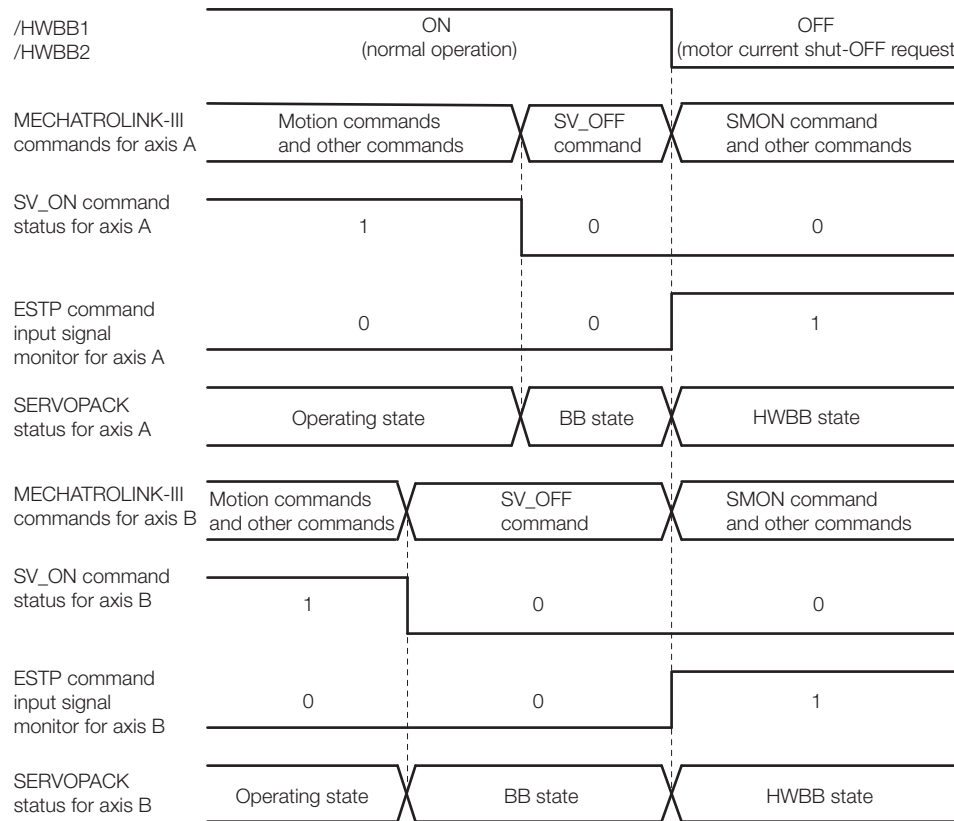 /HWBB1
/HWBB2
ON
(normal operation)
OFF
(motor current shut-OFF request
MECHATROLINK-III
commands for axis A
Motion commands
and other commands
SV_OFF
command
SMON command
and other commands
SV_ON command
status for axis A
1
0
0
ESTP command
input signal
monitor for axis A
0
0
1
SERVOPACK
status for axis A
Operating state
BB state
HWBB state
MECHATROLINK-III
commands for axis B
Motion commands
and other commands
SV_OFF
command
SMON command
and other commands
SV_ON command
status for axis B
1
0
0
ESTP command
input signal
monitor for axis B
0
0
1
SERVOPACK
status for axis B
Operating state
BB state
HWBB state